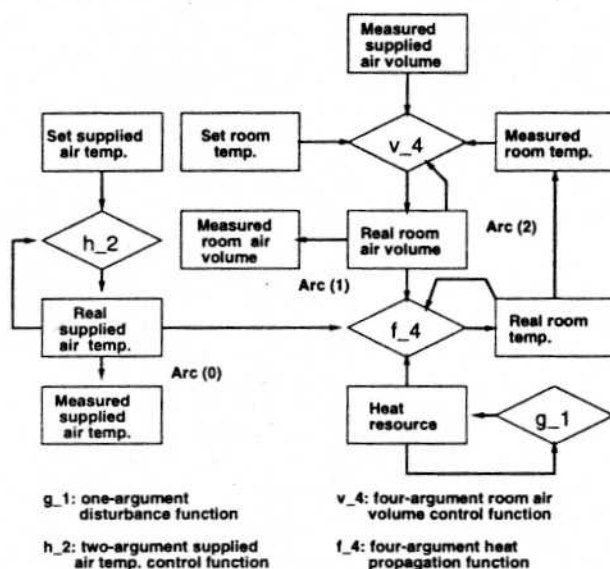 Measured
supplied
air volume
Set supplied
air temp.
Set room
temp.
v_4
Measured
room temp.
h_2
Measured
room air
volume
Real room
air volume
Arc (2)
Arc (1)
Real
supplied
air temp.
f_4
Real room
temp.
Arc (0)
Measured
supplied
air temp.
Heat
resource
g_1
g_1: one-argument
disturbance function
v_4: four-argument room air
volume control function
h_2: two-argument supplied
air temp. control function
f_4: four-argument heat
propagation function